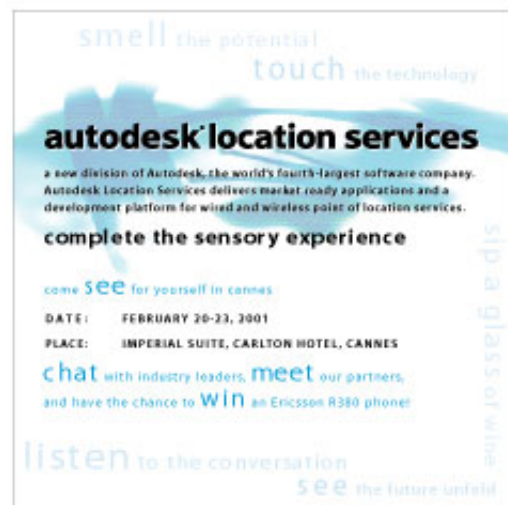 smell the potential
touch the technology
autodesk® location services
a new division of Autodesk, the world's fourth-largest software company.
Autodesk Location Services delivers market ready applications and a
development platform for wired and wireless point of location services.
complete the sensory experience
sip a glass of wine
come see for yourself in cannes
DATE: FEBRUARY 20-23, 2001
PLACE: IMPERIAL SUITE, CARLTON HOTEL, CANNES
chat with industry leaders, meet our partners,
and have the chance to win an Ericsson R380 phone!
listen to the conversation
see the future unfold